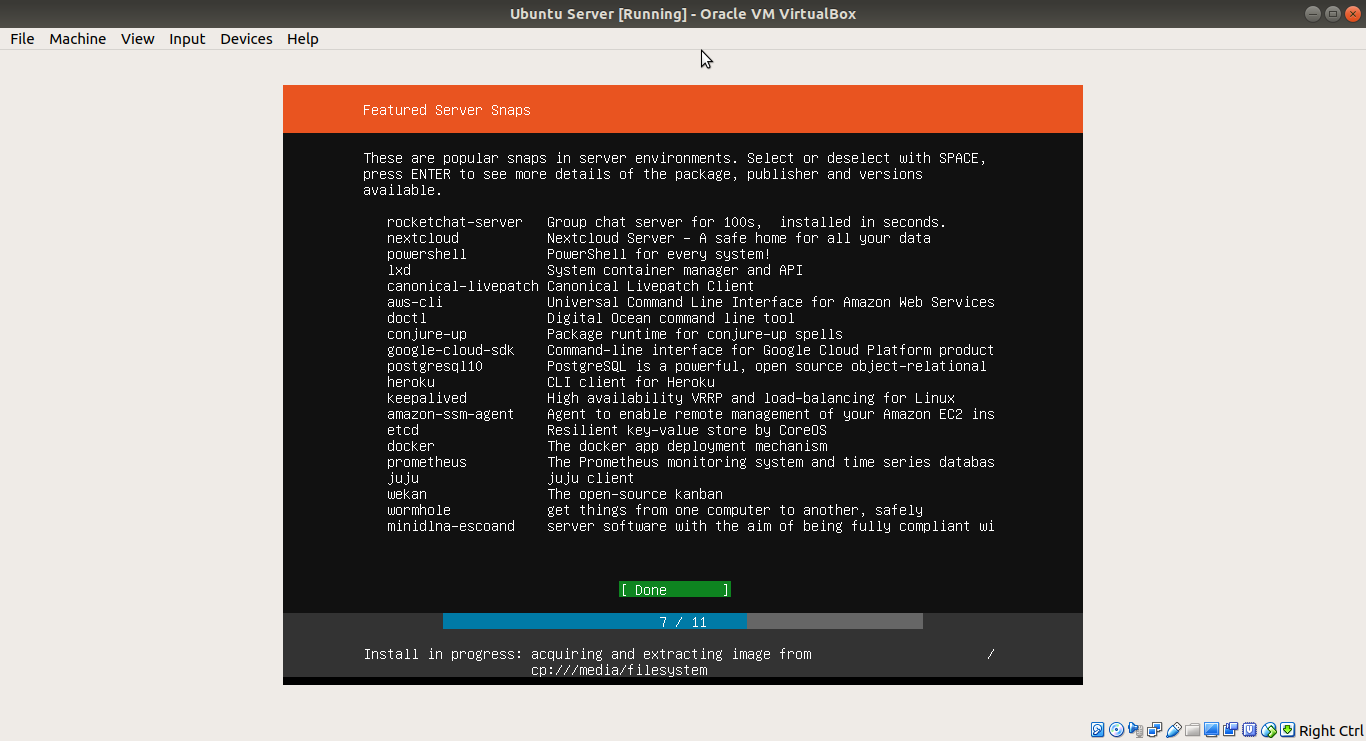 Ubuntu Server [Running] - Oracle VM VirtualBox
File Machine View Input Devices Help
Featured Server Snaps
These are popular snaps in server environments. Select or deselect with SPACE,
press ENTER to see more details of the package, publisher and versions
available.
rocketchat-server Group chat server for 100s,  installed in seconds.
nextcloud Nextcloud Server - A safe home for all your data
powershell PowerShell for every system!
lxd System container manager and API
canonical-livepatch Canonical Livepatch Client
aws-cli Universal Command Line Interface for Amazon Web Services
doctl Digital Ocean command line tool
conjure-up Package runtime for conjure-up spells
google-cloud-sdk Command-line interface for Google Cloud Platform product
postgresql10 PostgreSQL is a powerful, open source object-relational
heroku CLI client for Heroku
keepalived High availability VRRP and load-balancing for Linux
amazon-ssm-agent Agent to enable remote management of your Amazon EC2 ins
etcd Resilient key-value store by CoreOS
docker The docker app deployment mechanism
prometheus The Prometheus monitoring system and time series databas
juju juju client
wekan The open-source kanban
wormhole get things from one computer to another, safely
minidlna-escoand server software with the aim of being fully compliant wi
[ Done ]
7 / 11
Install in progress: acquiring and extracting image from /
cp:///media/filesystem
Right Ctrl